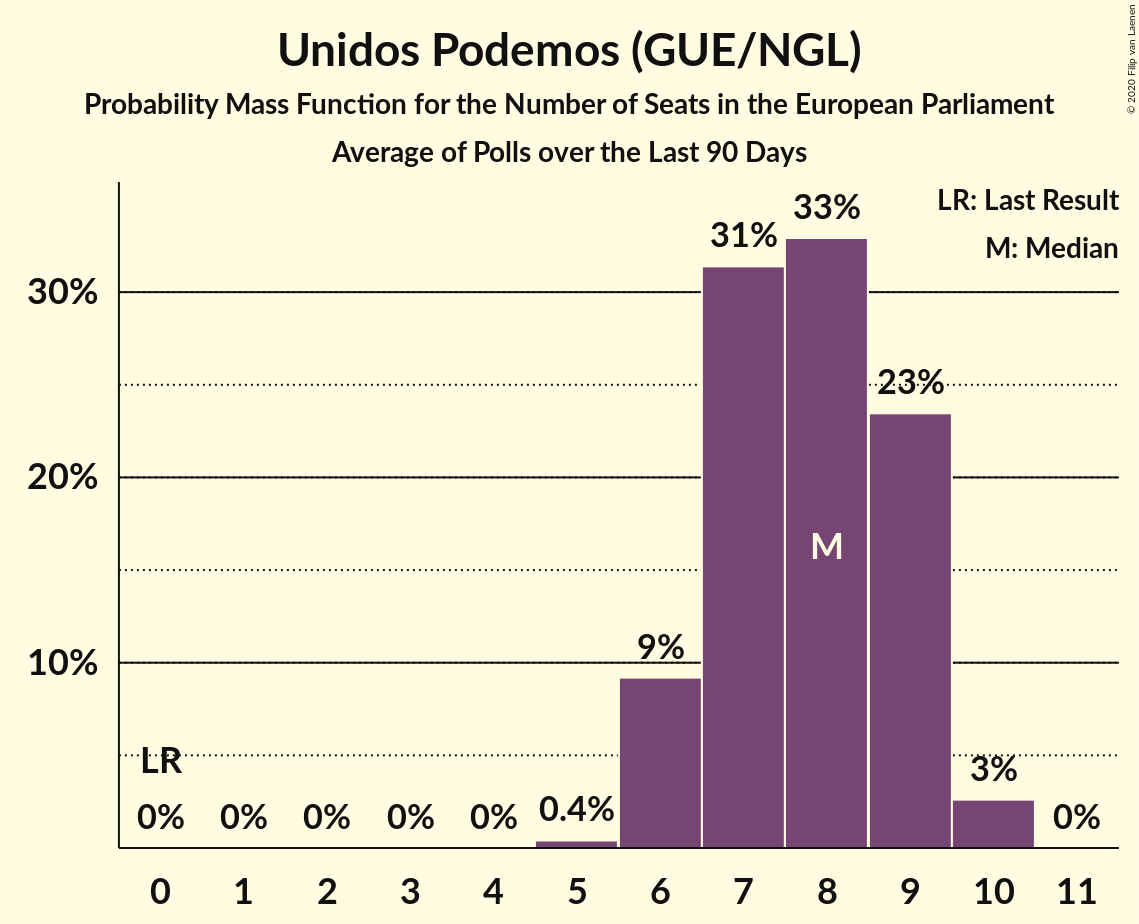 Unidos Podemos (GUE/NGL)
Probability Mass Function for the Number of Seats in the European Parliament
Average of Polls over the Last 90 Days
© 2020 Filip van Laenen
LR: Last Result
M: Median
33%
31%
30%
23%
20%
M
9%
10%
LR
3%
0% 0% 0% 0% 0% 0.4% 0%
0 1 2 3 4 5 6 7 8 9 10 11